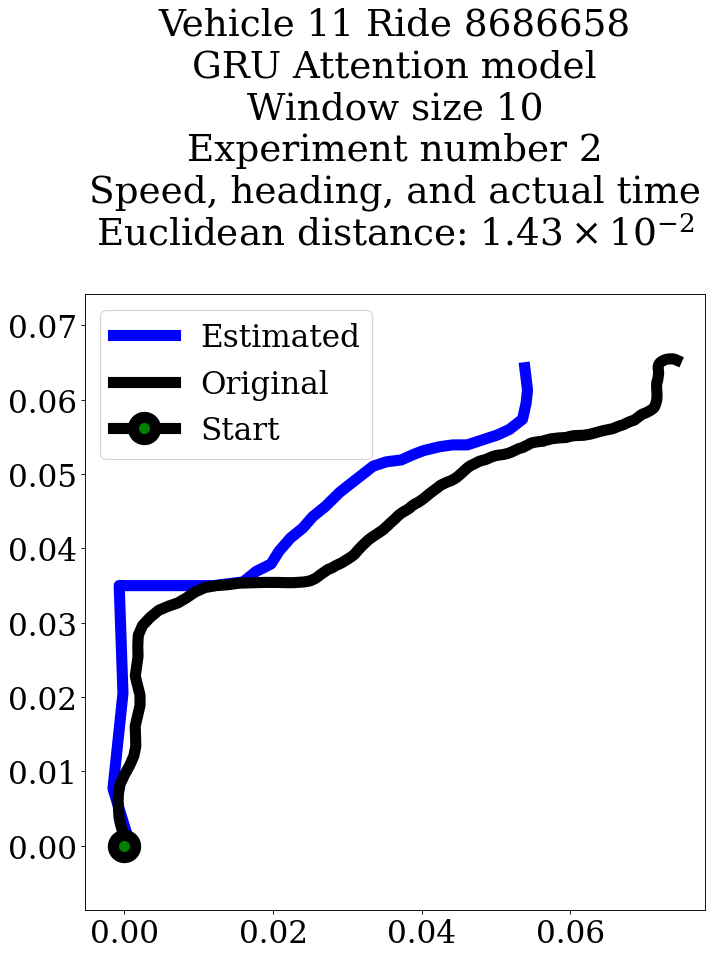 Vehicle 11 Ride 8686658
GRU Attention model
Window size 10
Experiment number 2
Speed, heading, and actual time
Euclidean distance: 1.43 × 10⁻²
Estimated
Original
Start
0.07
0.06
0.05
0.04
0.03
0.02
0.01
0.00
0.00 0.02 0.04 0.06